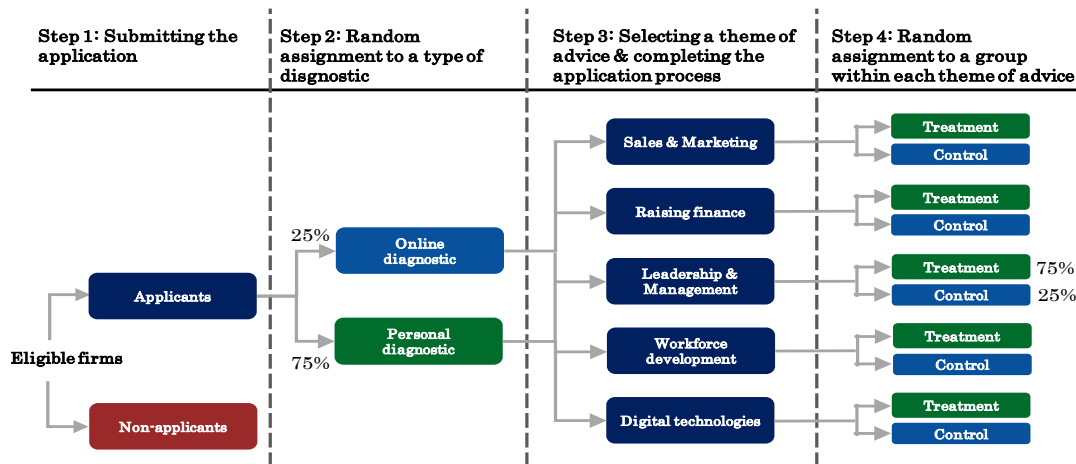 Step 1: Submitting the
application
Step 2: Random
assignment to a type of
disgnostic
Step 3: Selecting a theme of
advice & completing the
application process
Step 4: Random
assignment to a group
within each theme of advice
Eligible firms
Applicants
Non-applicants
25%
Online
diagnostic
Personal
diagnostic
75%
Sales & Marketing
Raising finance
Leadership &
Management
Workforce
development
Digital technologies
Treatment
Control
Treatment
Control
Treatment 75%
Control 25%
Treatment
Control
Treatment
Control